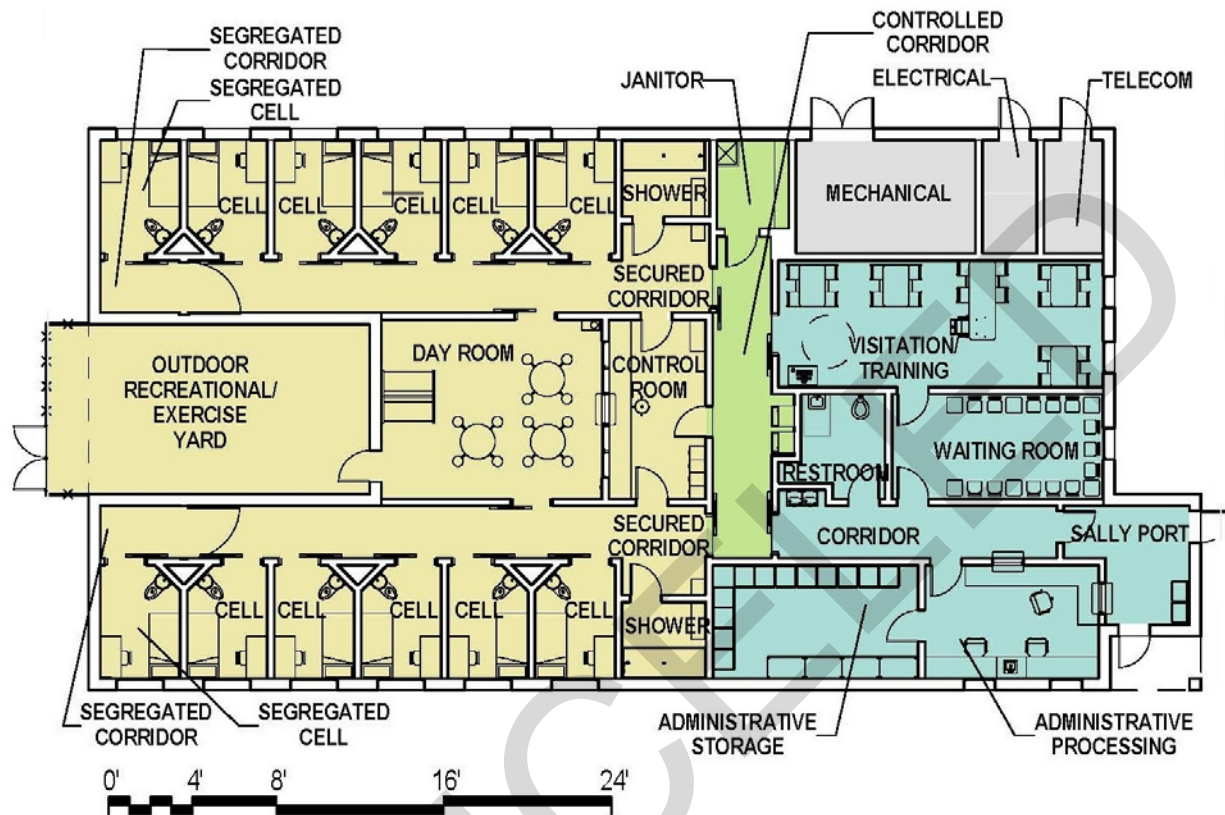 SEGREGATED
CORRIDOR
SEGREGATED
CELL
JANITOR
CONTROLLED
CORRIDOR
ELECTRICAL
TELECOM
CELL
CELL
CELL
CELL
CELL
SHOWER
MECHANICAL
SECURED
CORRIDOR
OUTDOOR
RECREATIONAL/
EXERCISE
YARD
DAY ROOM
CONTROL
ROOM
VISITATION/
TRAINING
RESTROOM
WAITING ROOM
SECURED
CORRIDOR
CORRIDOR
SALLY PORT
CELL
CELL
CELL
CELL
CELL
SHOWER
SEGREGATED
CORRIDOR
SEGREGATED
CELL
ADMINISTRATIVE
STORAGE
ADMINISTRATIVE
PROCESSING
0' 4' 8' 16' 24'